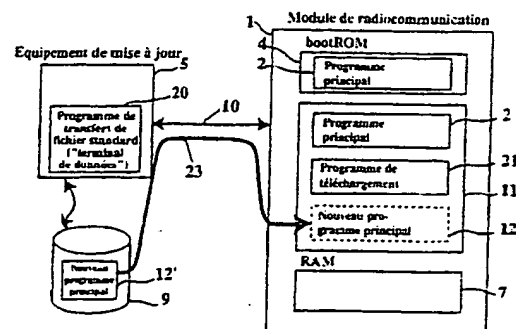 Module de radiocommunication
1
bootROM
4
Programme
principal
2
Equipement de mise à jour
5
20
Programme de
transfert de
fichier standard
("terminal
de données")
10
23
Programme
principal
2
Programme de
téléchargement
21
11
Nouveau pro-
gramme principal
12
RAM
7
Nouveau
programme
principal
12'
9